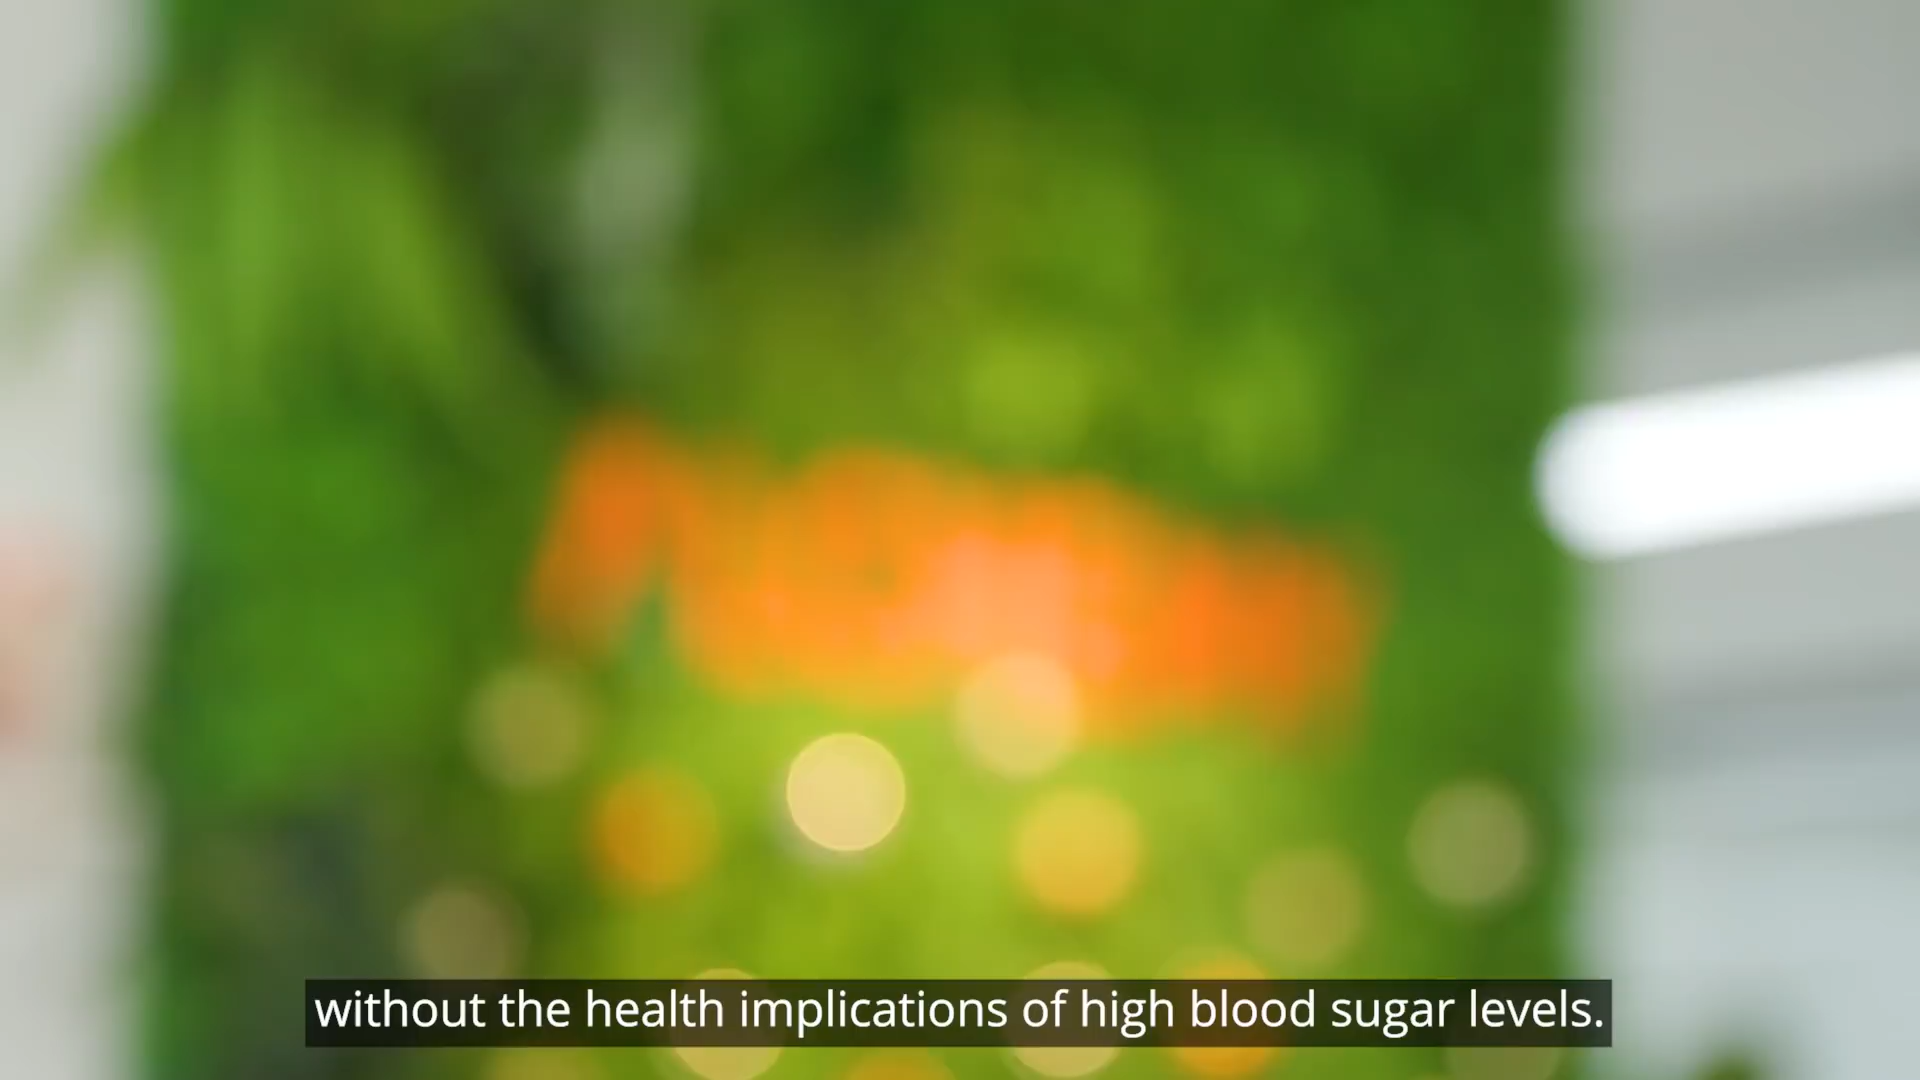 without the health implications of high blood sugar levels.